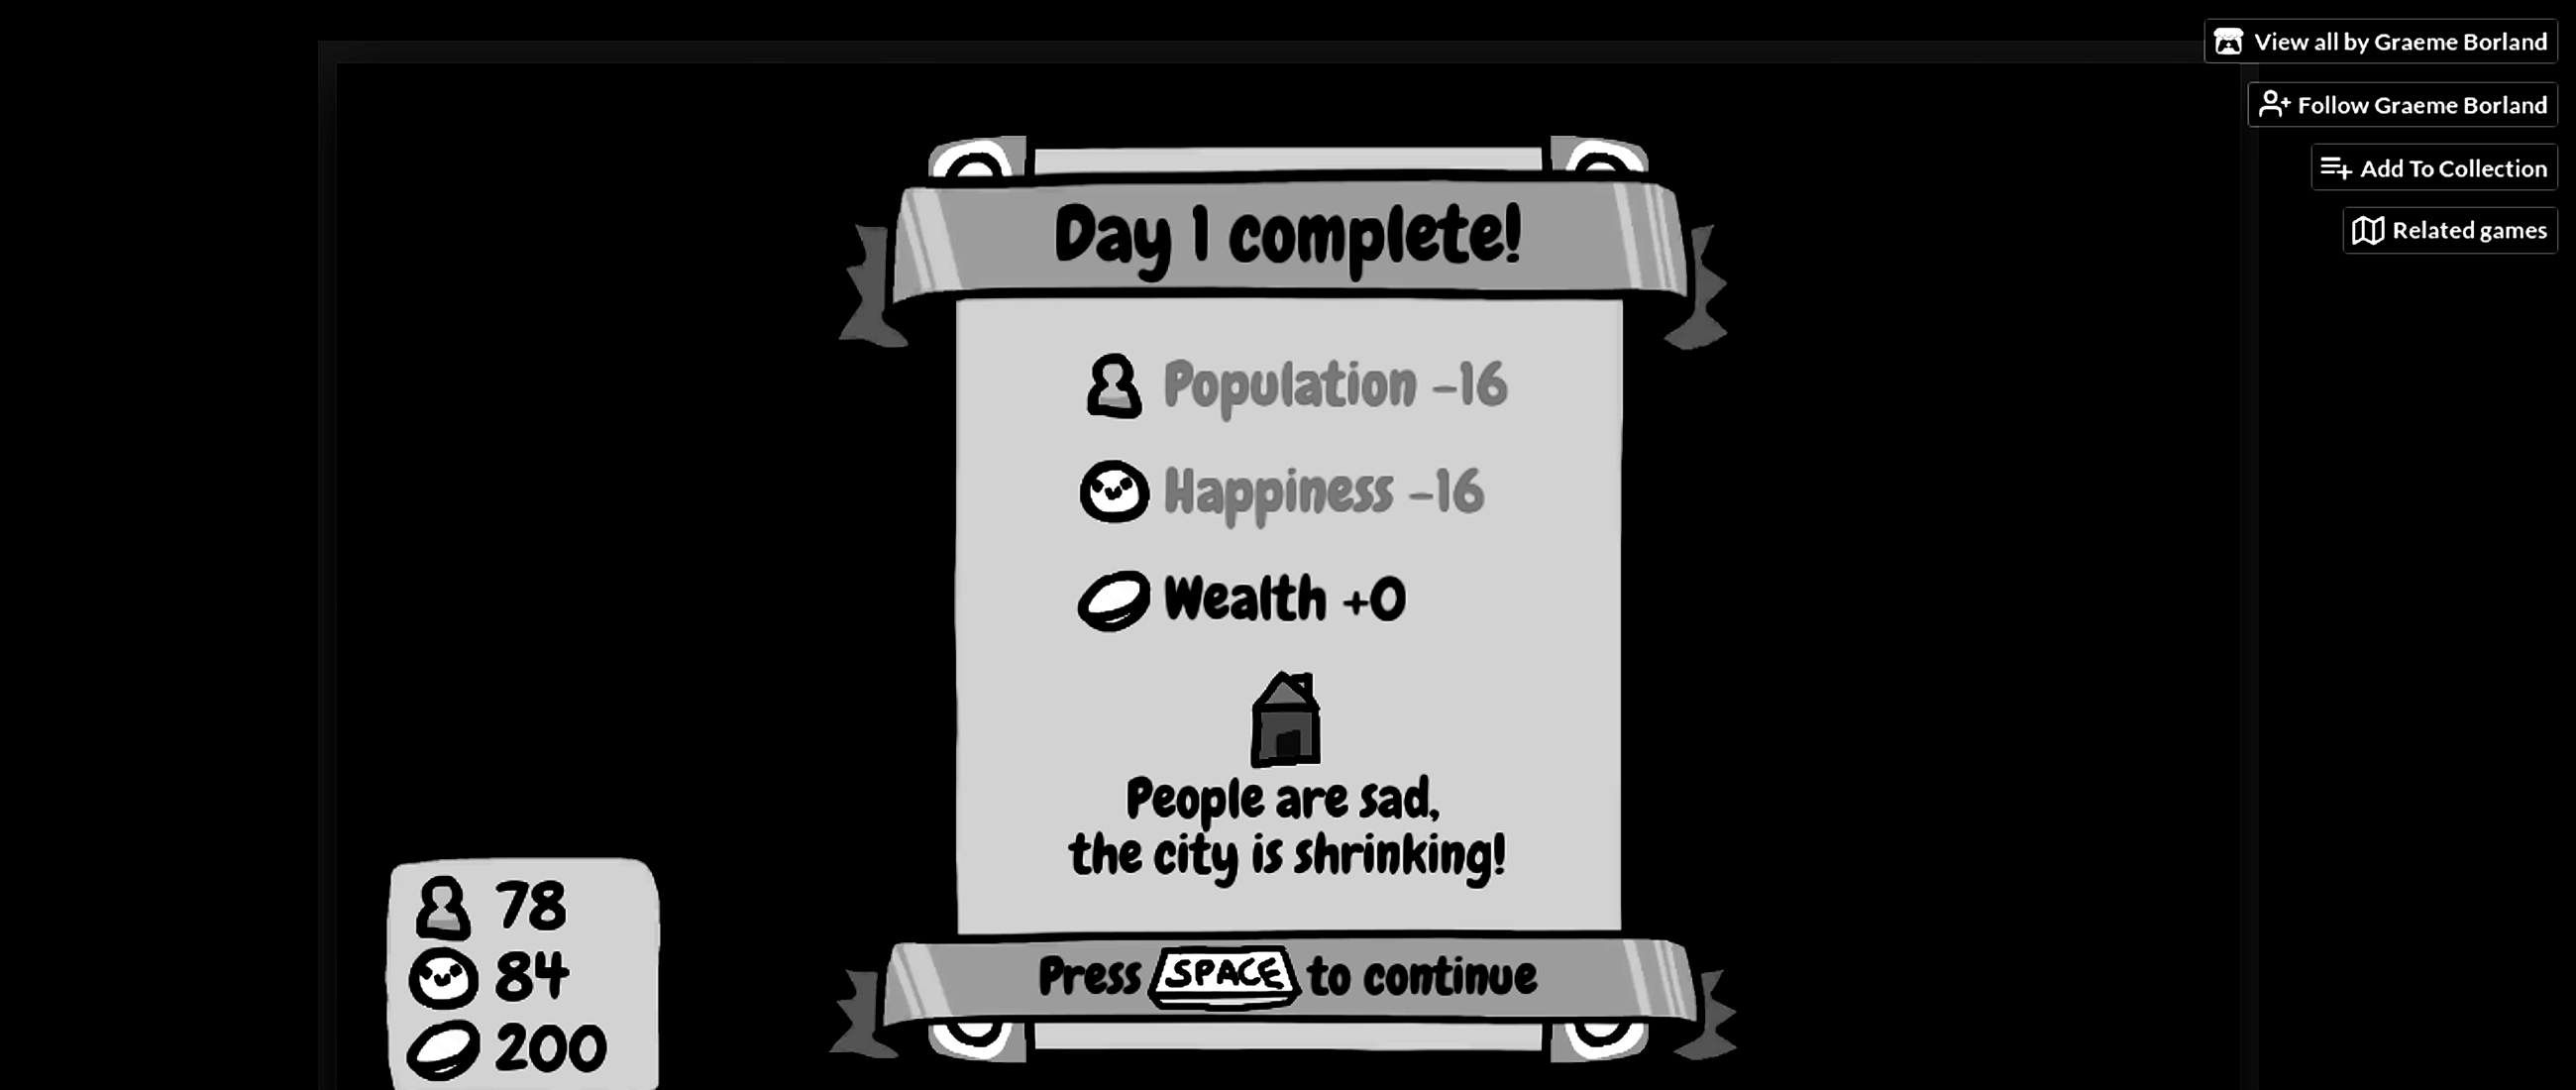 View all by Graeme Borland
Follow Graeme Borland
Add To Collection
Related games
Day 1 complete!
Population -16
Happiness -16
Wealth +0
People are sad,
the city is shrinking!
Press SPACE to continue
78
84
200